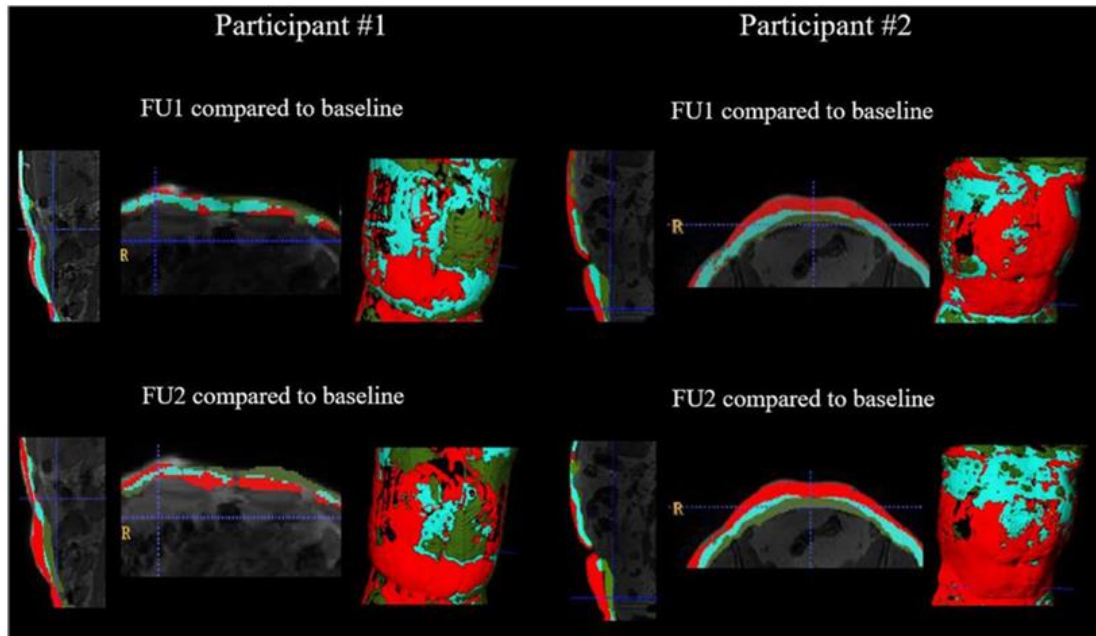 Participant #1
Participant #2
FU1 compared to baseline
FU1 compared to baseline
R
R
FU2 compared to baseline
FU2 compared to baseline
R
R